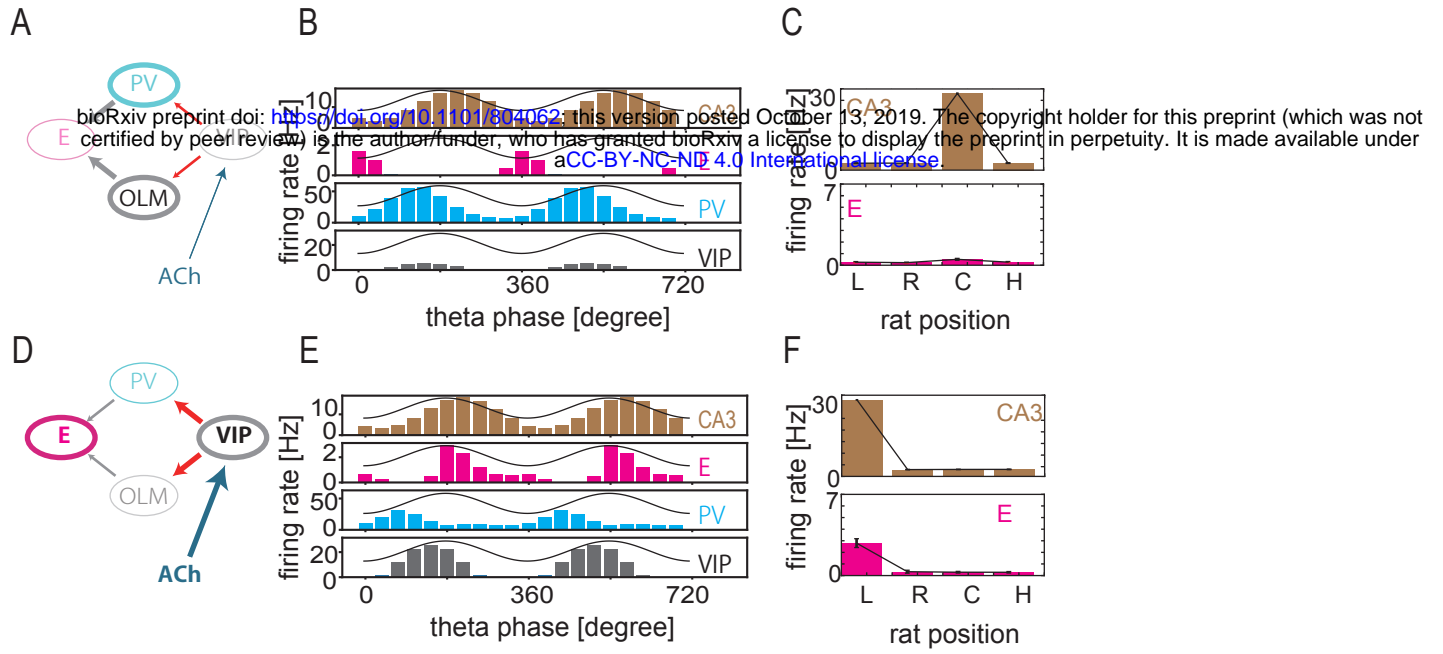 A
B
C
PV
E
VIP
OLM
ACh
bioRxiv preprint doi: https://doi.org/10.1101/804062; this version posted October 13, 2019. The copyright holder for this preprint (which was not
certified by peer review) is the author/funder, who has granted bioRxiv a license to display the preprint in perpetuity. It is made available under
aCC-BY-NC-ND 4.0 International license.
firing rate [Hz]
10
0
CA3
2
0
E
50
0
PV
20
0
VIP
0 360 720
theta phase [degree]
firing rate [Hz]
30
0
CA3
7
0
E
L R C H
rat position
D
E
F
PV
E
VIP
OLM
ACh
firing rate [Hz]
10
0
CA3
2
0
E
50
0
PV
20
0
VIP
0 360 720
theta phase [degree]
firing rate [Hz]
30
0
CA3
7
0
E
L R C H
rat position